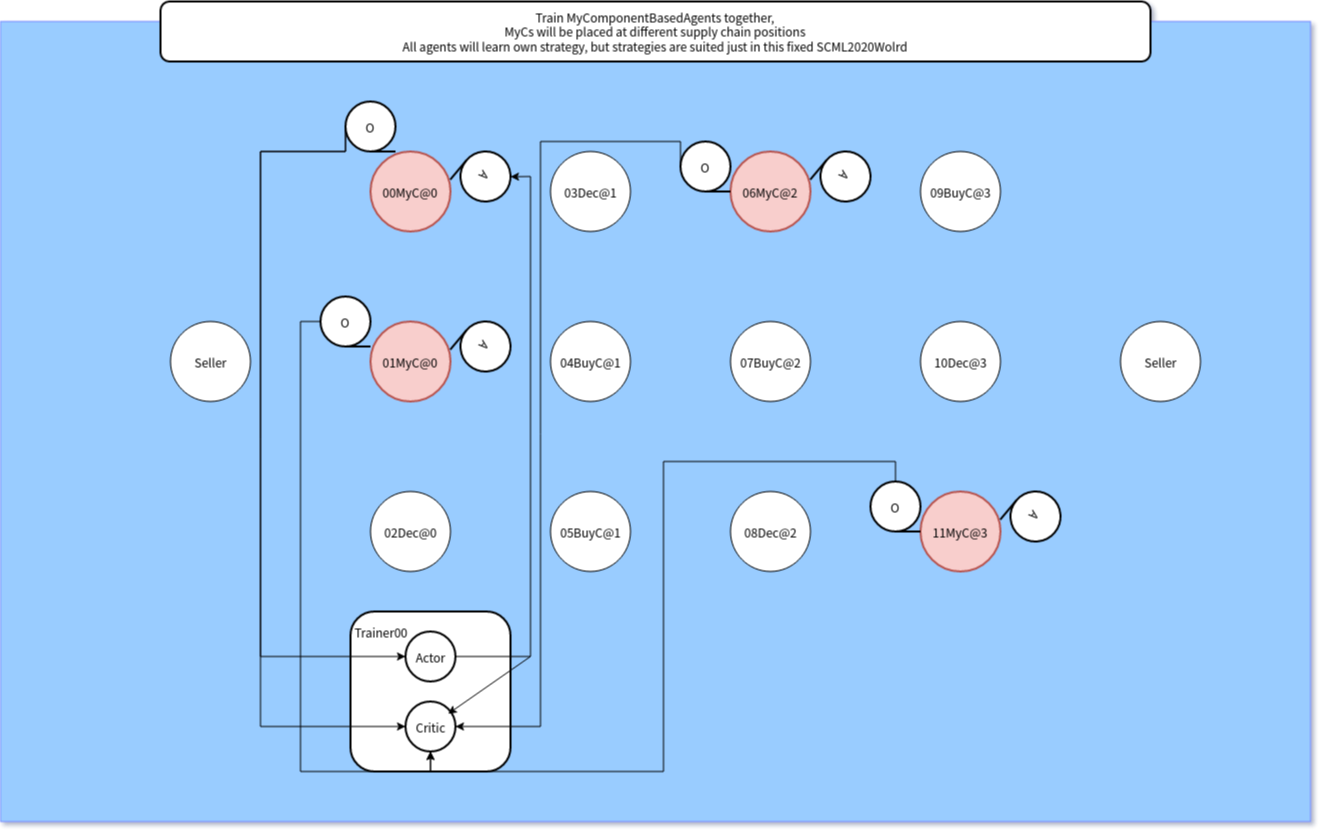 Train MyComponentBasedAgents together,
MyCs will be placed at different supply chain positions
All agents will learn own strategy, but strategies are suited just in this fixed SCML2020Wolrd
O
00MyC@0
A
03Dec@1
O
06MyC@2
A
09BuyC@3
O
01MyC@0
A
Seller
04BuyC@1
07BuyC@2
10Dec@3
Seller
02Dec@0
05BuyC@1
08Dec@2
O
11MyC@3
A
Trainer00
Actor
Critic